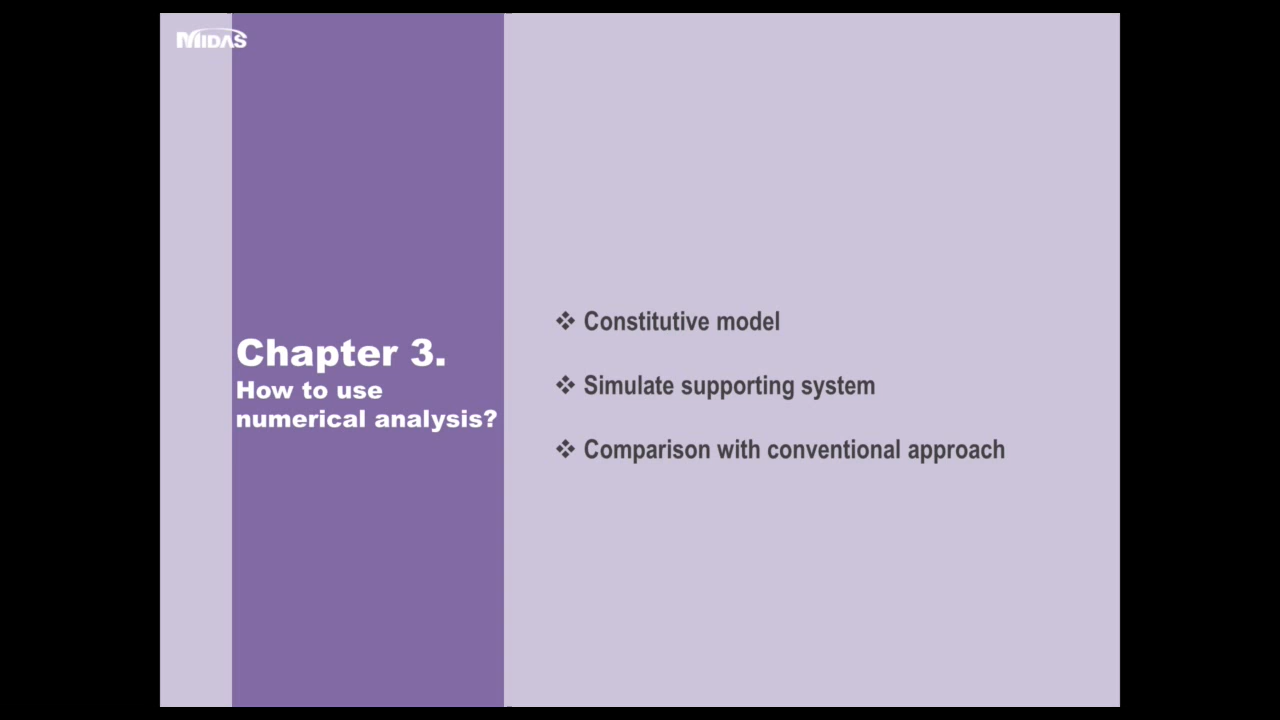 MIDAS
Chapter 3.
How to use
numerical analysis?
❖ Constitutive model
❖ Simulate supporting system
❖ Comparison with conventional approach